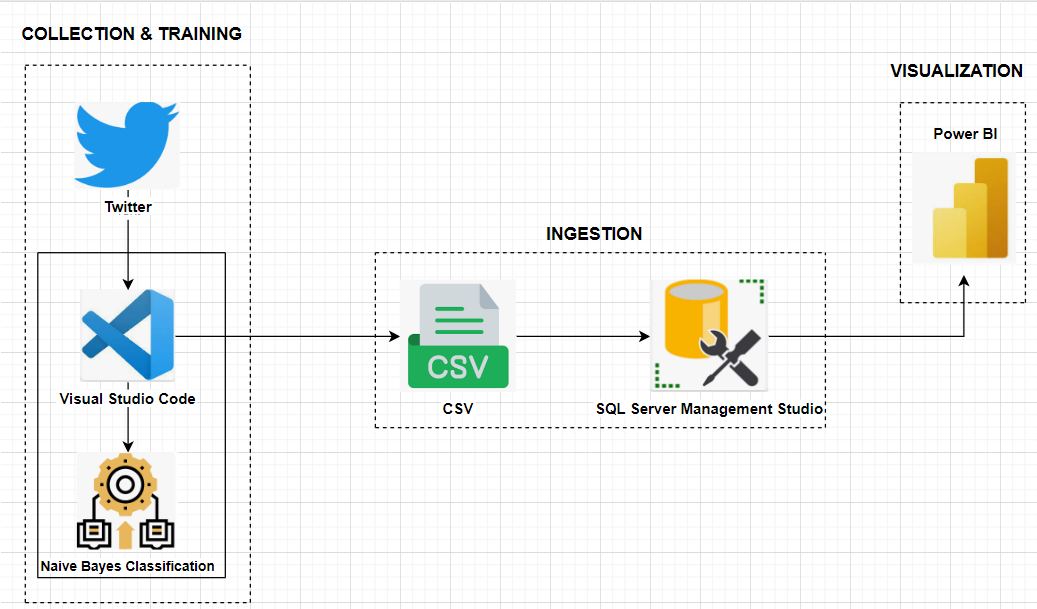 COLLECTION & TRAINING
Twitter
Visual Studio Code
Naive Bayes Classification
INGESTION
CSV
CSV
SQL Server Management Studio
VISUALIZATION
Power BI